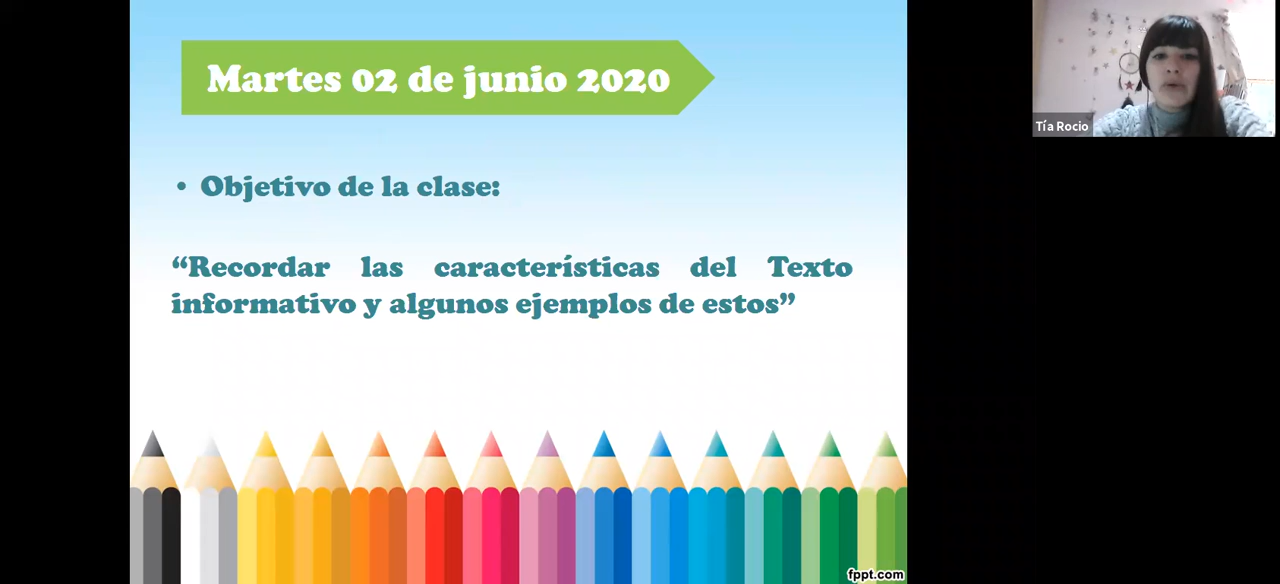 Martes 02 de junio 2020
Tía Rocio
• Objetivo de la clase:
“Recordar las características del Texto
informativo y algunos ejemplos de estos”
fppt.com